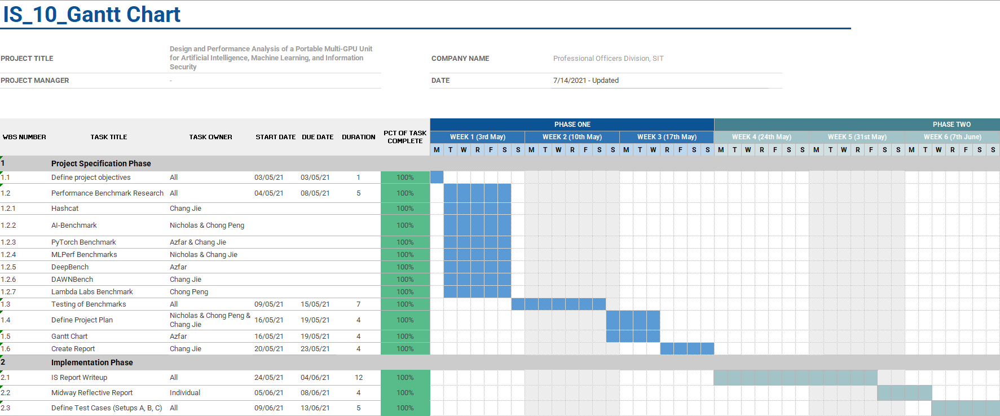 IS_10_Gantt Chart
PROJECT TITLE
Design and Performance Analysis of a Portable Multi-GPU Unit
for Artificial Intelligence, Machine Learning, and Information
Security
COMPANY NAME
Professional Officers Division, SIT
PROJECT MANAGER
-
DATE
7/14/2021 - Updated
WBS NUMBER TASK TITLE TASK OWNER START DATE DUE DATE DURATION PCT OF TASK
COMPLETE
PHASE ONE PHASE TWO
WEEK 1 (3rd May) WEEK 2 (10th May) WEEK 3 (17th May) WEEK 4 (24th May) WEEK 5 (31st May) WEEK 6 (7th June)
M T W R F S S M T W R F S S M T W R F S S M T W R F S S M T W R F S S M T W R F S S
1 Project Specification Phase
1.1 Define project objectives All 03/05/21 03/05/21 1 100%
1.2 Performance Benchmark Research All 04/05/21 08/05/21 5 100%
1.2.1 Hashcat Chang Jie 100%
1.2.2 AI-Benchmark Nicholas & Chong Peng 100%
1.2.3 PyTorch Benchmark Azfar & Chang Jie 100%
1.2.4 MLPerf Benchmarks Nicholas & Chang Jie 100%
1.2.5 DeepBench Azfar 100%
1.2.6 DAWNBench Chang Jie 100%
1.2.7 Lambda Labs Benchmark Chong Peng 100%
1.3 Testing of Benchmarks All 09/05/21 15/05/21 7 100%
1.4 Define Project Plan Nicholas & Chong Peng &
Chang Jie 16/05/21 19/05/21 4 100%
1.5 Gantt Chart Azfar 16/05/21 19/05/21 4 100%
1.6 Create Report Chang Jie 20/05/21 23/05/21 4 100%
2 Implementation Phase
2.1 IS Report Writeup All 24/05/21 04/06/21 12 100%
2.2 Midway Reflective Report Individual 05/06/21 08/06/21 4 100%
2.3 Define Test Cases (Setups A, B, C) All 09/06/21 13/06/21 5 100%